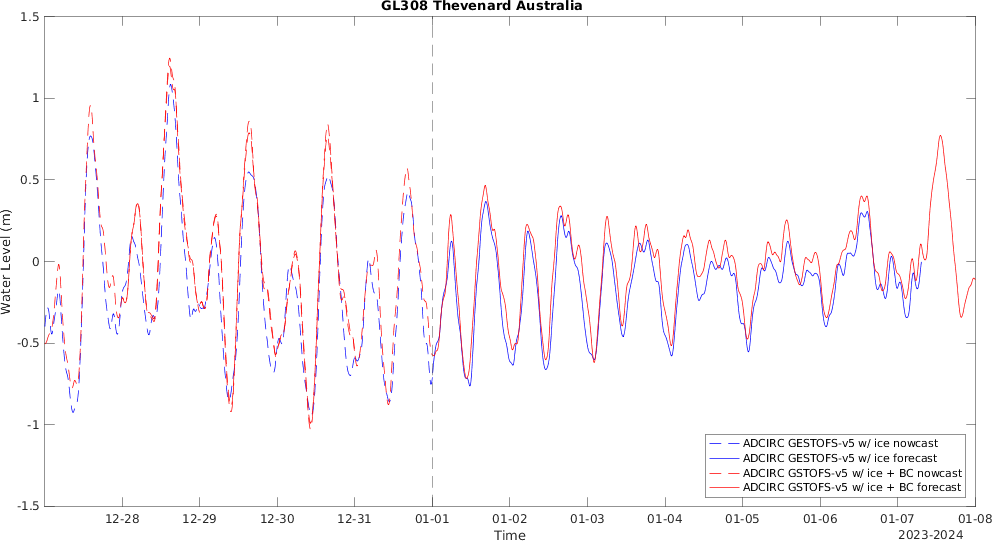 GL308 Thevenard Australia
1.5
1
0.5
0
-0.5
-1
-1.5
Water Level (m)
12-28 12-29 12-30 12-31 01-01 01-02 01-03 01-04 01-05 01-06 01-07 01-08
Time
2023-2024
ADCIRC GESTOFS-v5 w/ ice nowcast
ADCIRC GESTOFS-v5 w/ ice forecast
ADCIRC GSTOFS-v5 w/ ice + BC nowcast
ADCIRC GSTOFS-v5 w/ ice + BC forecast